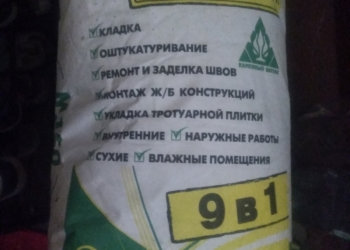 КЛАДКА
ОШТУКАТУРИВАНИЕ
РЕМОНТ И ЗАДЕЛКА ШВОВ
МОНТАЖ Ж/Б КОНСТРУКЦИЙ
УКЛАДКА ТРОТУАРНОЙ ПЛИТКИ
ВНУТРЕННИЕ НАРУЖНЫЕ РАБОТЫ
СУХИЕ ВЛАЖНЫЕ ПОМЕЩЕНИЯ
9 в 1